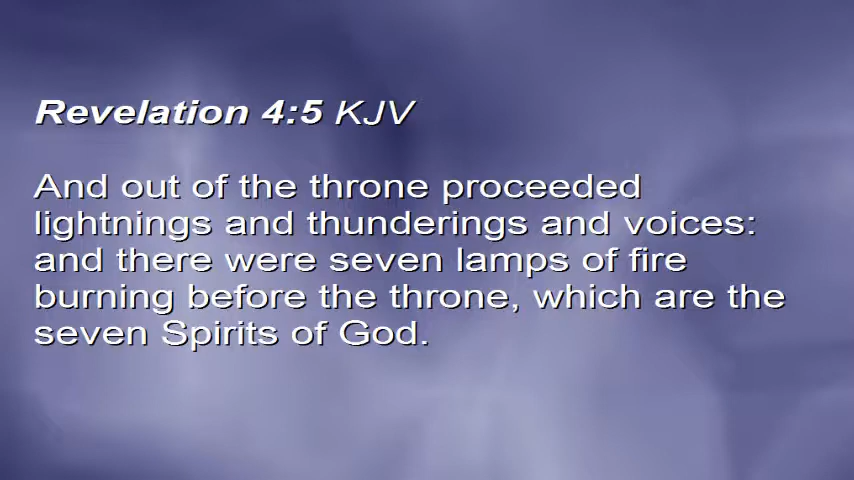 Revelation 4:5 KJV
And out of the throne proceeded
lightnings and thunderings and voices:
and there were seven lamps of fire
burning before the throne, which are the
seven Spirits of God.